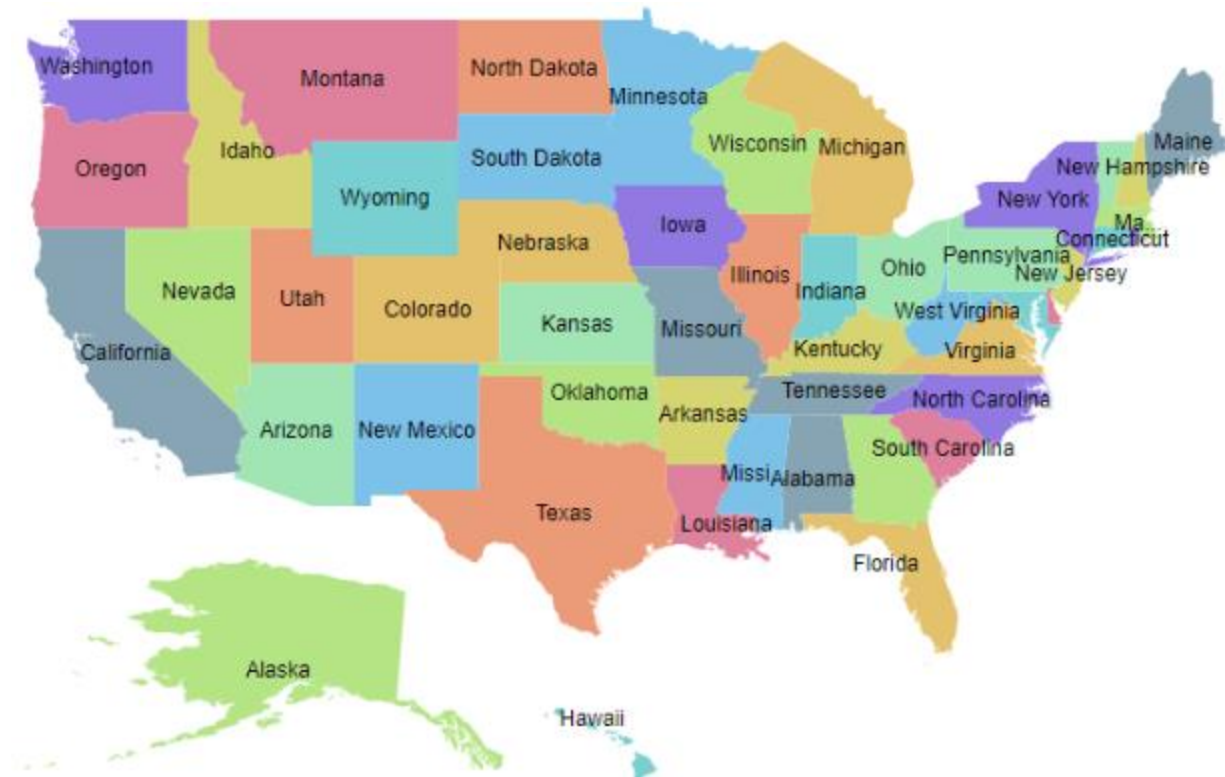 Washington
Montana
North Dakota
Minnesota
Maine
Oregon
Idaho
South Dakota
Wisconsin
Michigan
New Hampshire
Wyoming
New York
Iowa
Ma...
Connecticut
Nebraska
Pennsylvania
Nevada
Utah
Colorado
Illinois
Indiana
Ohio
New Jersey
Kansas
West Virginia
California
Missouri
Kentucky
Virginia
Oklahoma
Tennessee
North Carolina
Arizona
New Mexico
Arkansas
South Carolina
Missi
Alabama
Texas
Louisiana
Florida
Alaska
Hawaii